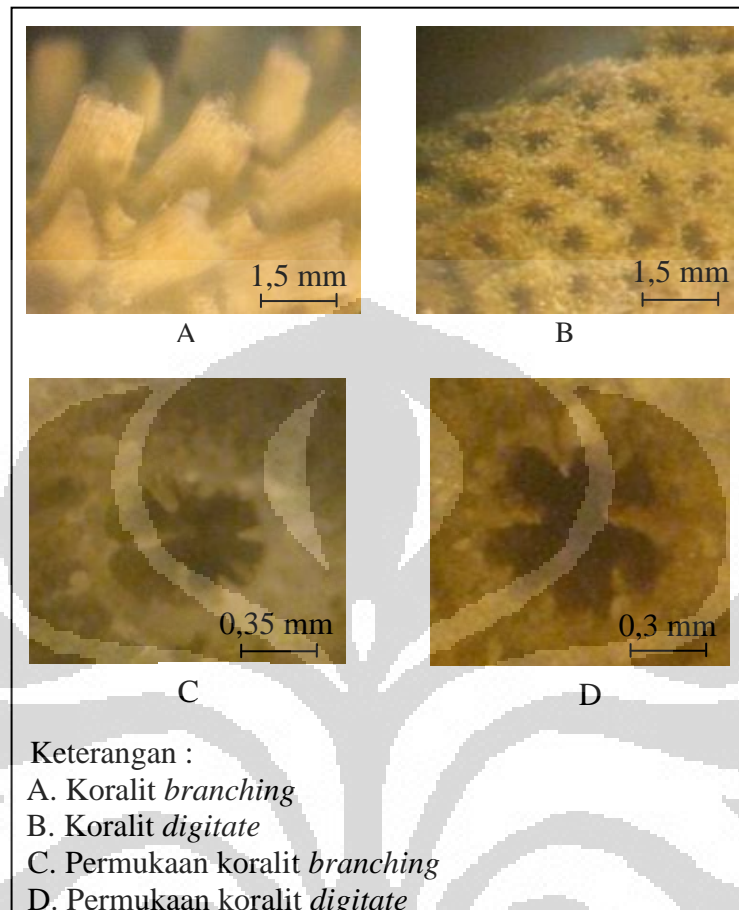 1,5 mm
1,5 mm
A
B
0,35 mm
0,3 mm
C
D
Keterangan :
A. Koralit branching
B. Koralit digitate
C. Permukaan koralit branching
D. Permukaan koralit digitate